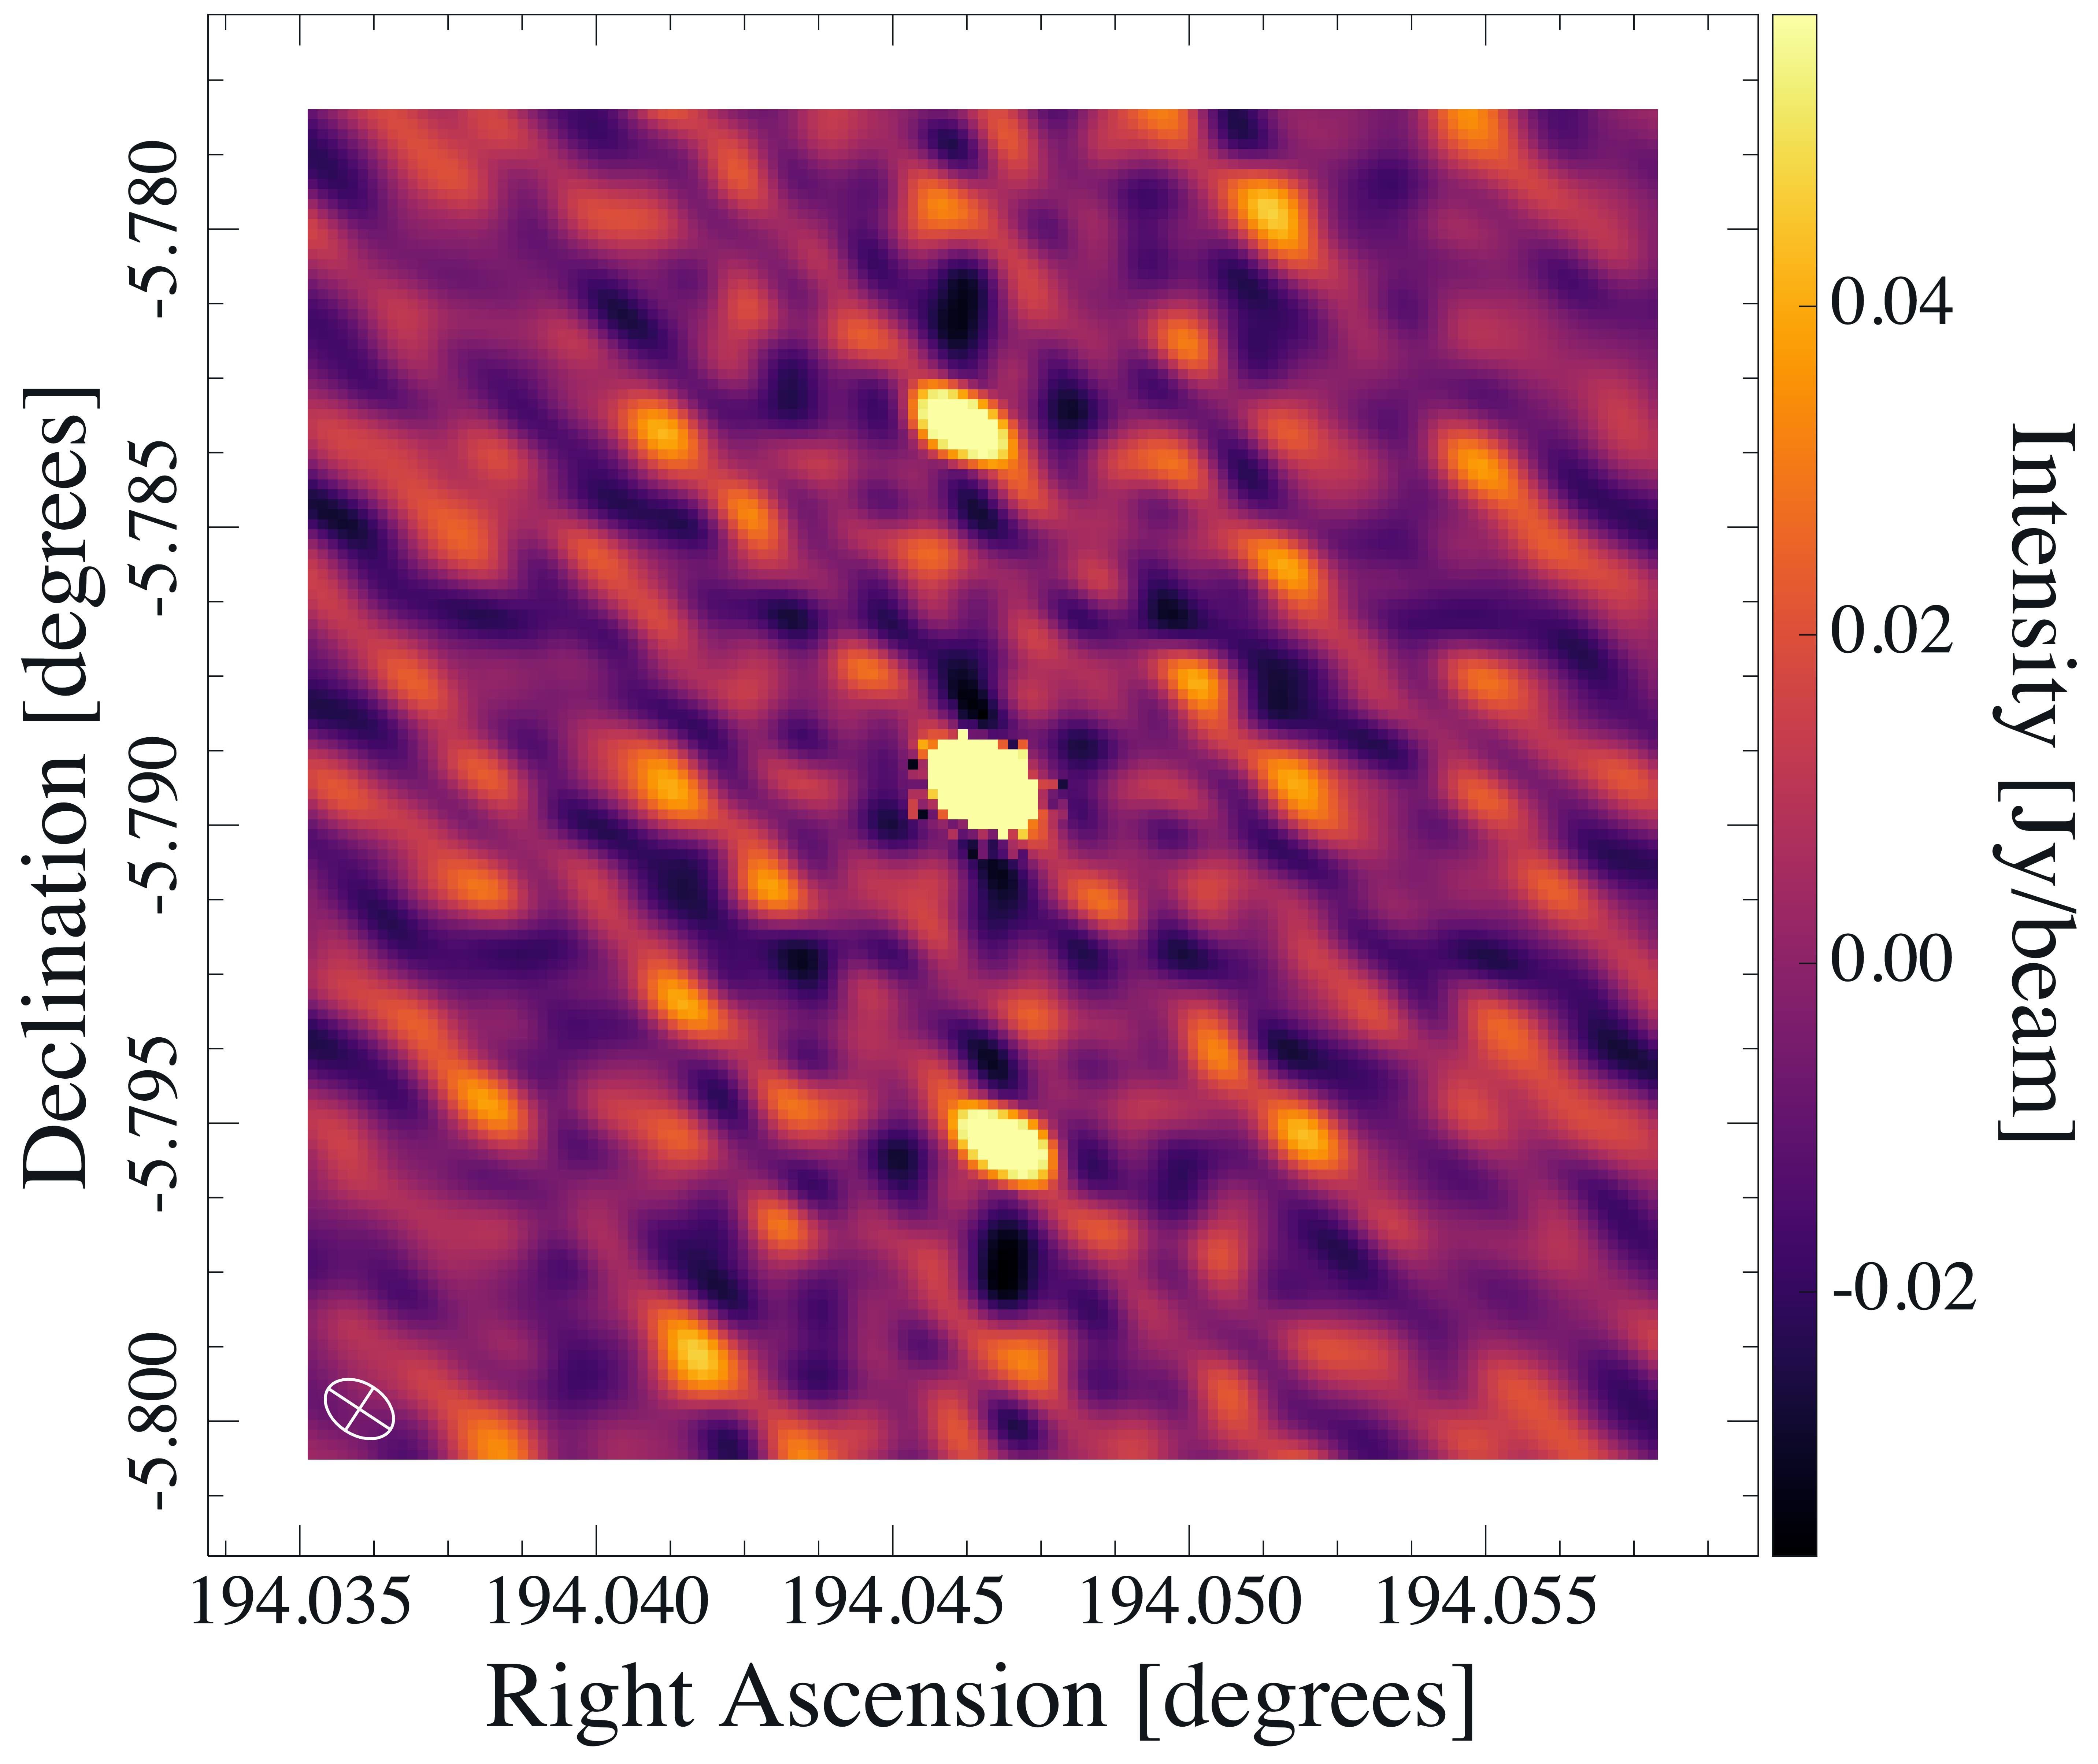 Declination [degrees]
-5.780
-5.785
-5.790
-5.795
-5.800
194.035 194.040 194.045 194.050 194.055
Right Ascension [degrees]
0.04
0.02
0.00
-0.02
Intensity [Jy/beam]